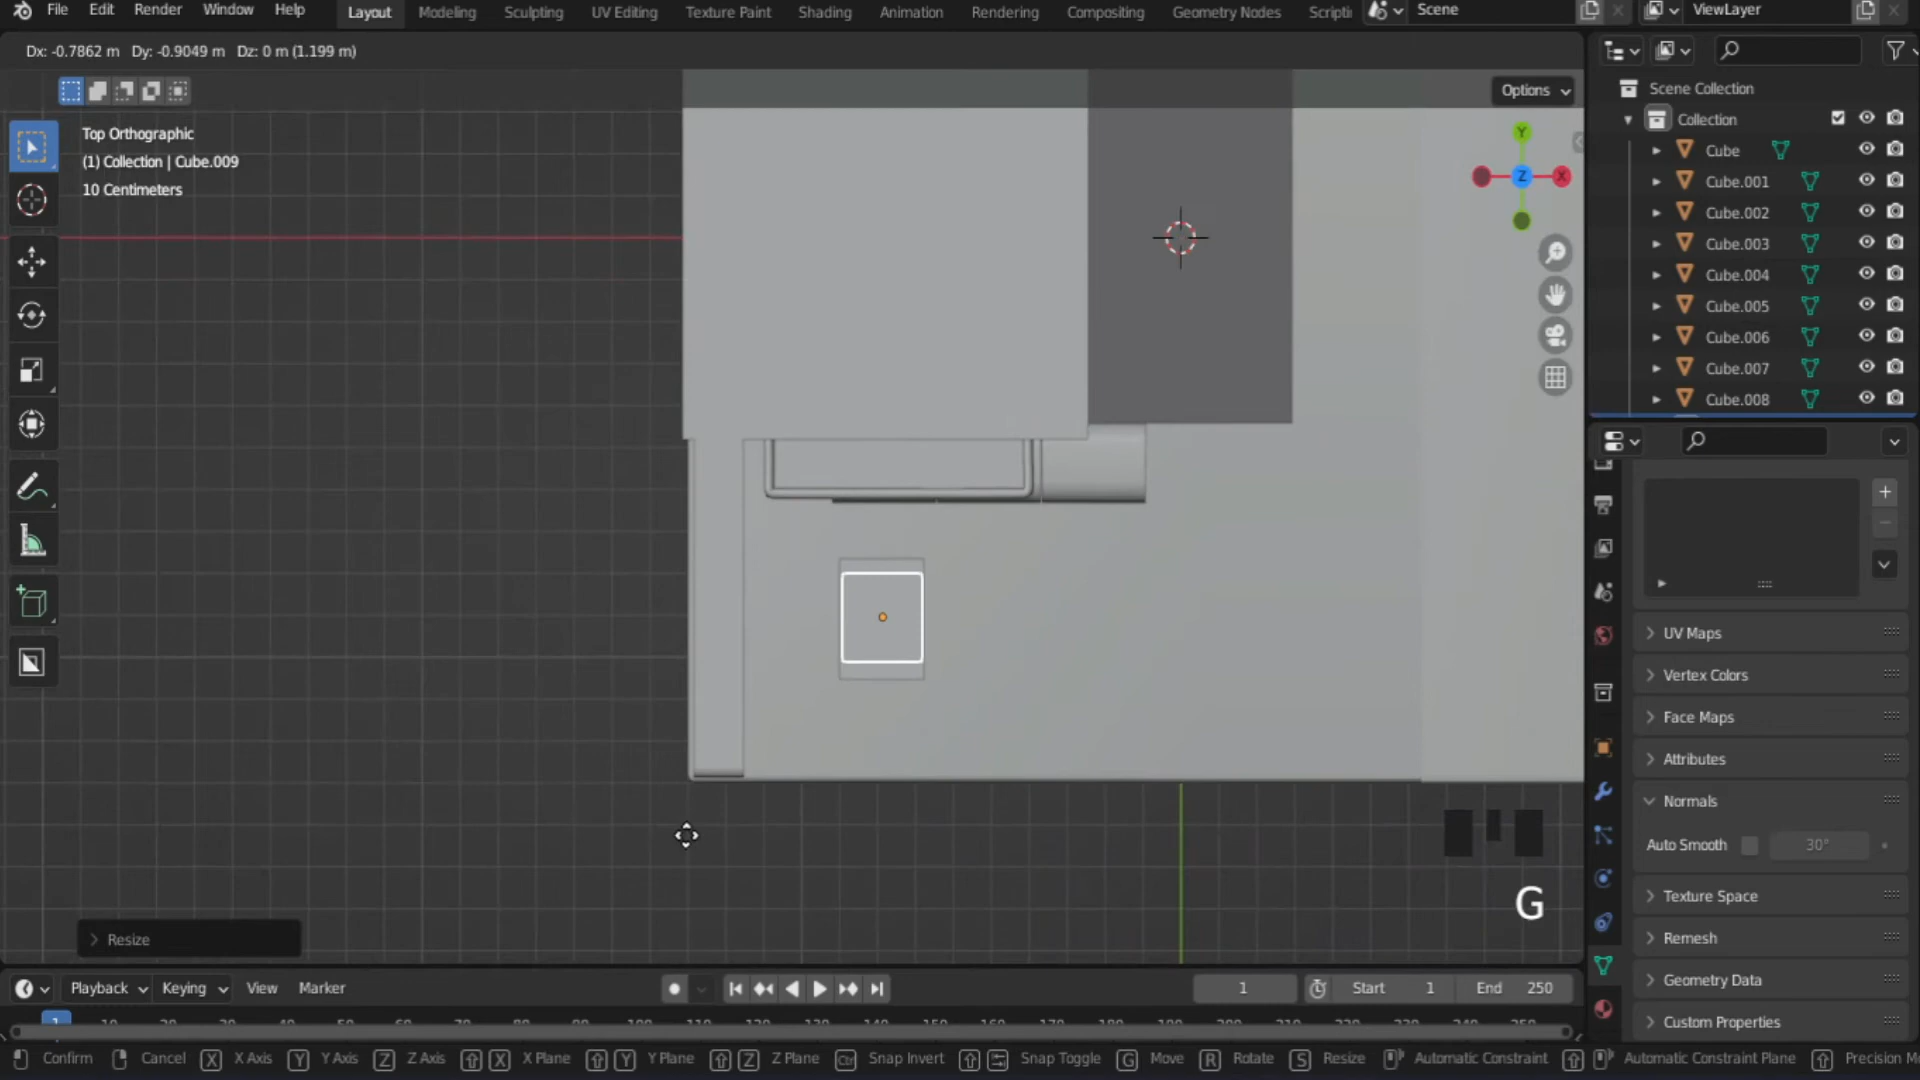 File Edit Render Window Help Layout Modeling Sculpting UV Editing Texture Paint Shading Animation Rendering Compositing Geometry Nodes Scripti Scene ViewLayer
Dx: -0.7862 m Dy: -0.9049 m Dz: 0 m (1.199 m)
Options
Top Orthographic
(1) Collection | Cube.009
10 Centimeters
Y
Z
X
Scene Collection
Collection
Cube
Cube.001
Cube.002
Cube.003
Cube.004
Cube.005
Cube.006
Cube.007
Cube.008
UV Maps
Vertex Colors
Face Maps
Attributes
Normals
Auto Smooth 30°
Texture Space
Remesh
Geometry Data
Custom Properties
G
Resize
Playback Keying View Marker 1 Start 1 End 250
1
Confirm Cancel X X Axis Y Y Axis Z Z Axis X X Plane Y Y Plane Z Z Plane Ctrl Snap Invert Snap Toggle G Move R Rotate S Resize Automatic Constraint Automatic Constraint Plane Precision M